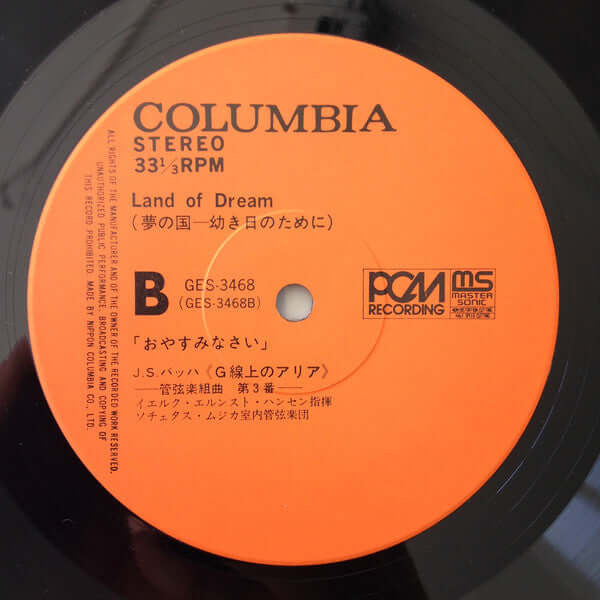 COLUMBIA
STEREO
33⅓RPM
Land of Dream
(夢の国—幼き日のために)
B
GES-3468
(GES-3468B)
PCM
RECORDING
MS
MASTER
SONIC
「おやすみなさい」
J.S.バッハ《G線上のアリア》
——管弦楽組曲 第3番——
イエルク・エルンスト・ハンセン指揮
ソチェタス・ムジカ室内管弦楽団
ALL RIGHTS OF THE MANUFACTURER AND OF THE OWNER OF THE RECORDED WORK RESERVED.
UNAUTHORIZED PUBLIC PERFORMANCE, BROADCASTING AND COPYING OF
THIS RECORD PROHIBITED. MADE BY NIPPON COLUMBIA CO., LTD.